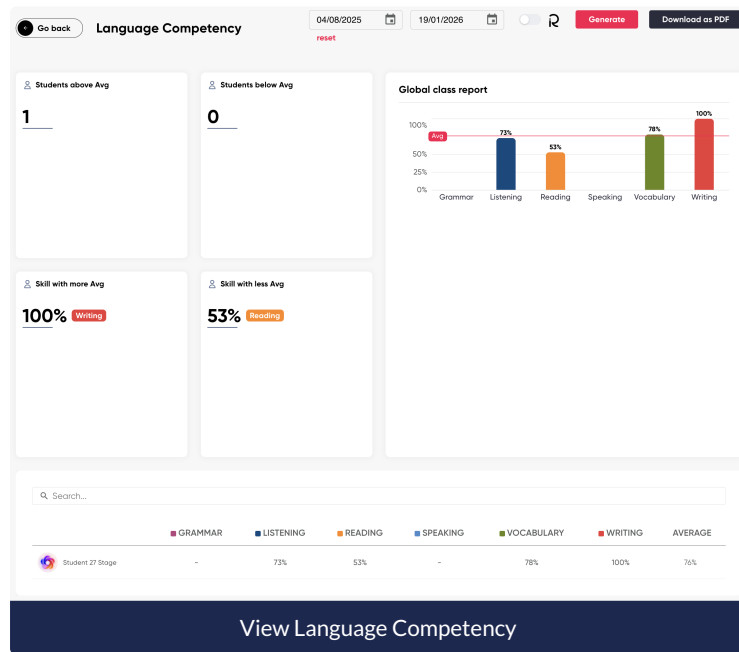 Go back
Language Competency
04/08/2025
19/01/2026
Generate
Download as PDF
reset
Students above Avg
1
Students below Avg
0
Skill with more Avg
100% Writing
Skill with less Avg
53% Reading
Global class report
100%
50%
25%
0%
Avg
73%
53%
78%
100%
Grammar Listening Reading Speaking Vocabulary Writing
Search...
GRAMMAR LISTENING READING SPEAKING VOCABULARY WRITING AVERAGE
Student 27 Stage - 73% 53% - 78% 100% 76%
View Language Competency